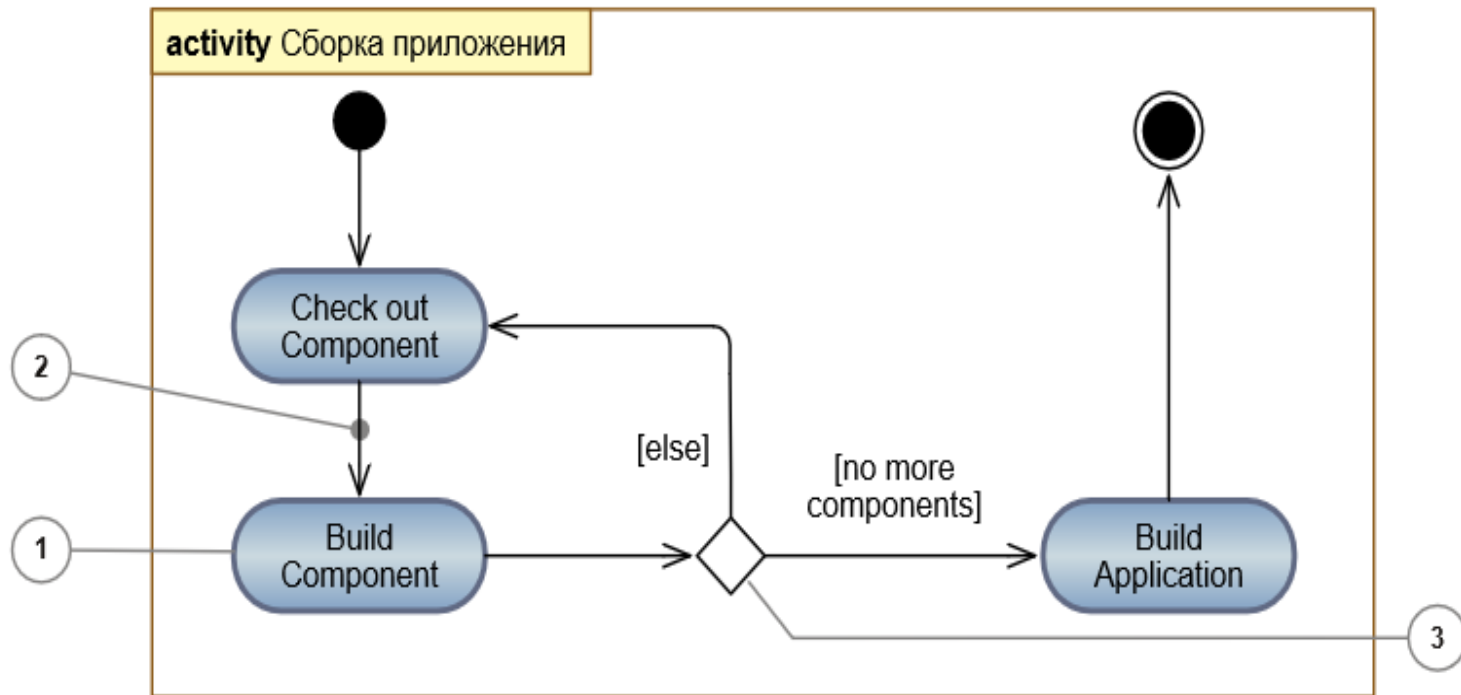 activity Сборка приложения
Check out
Component
2
[else]
[no more
components]
1
Build
Component
Build
Application
3